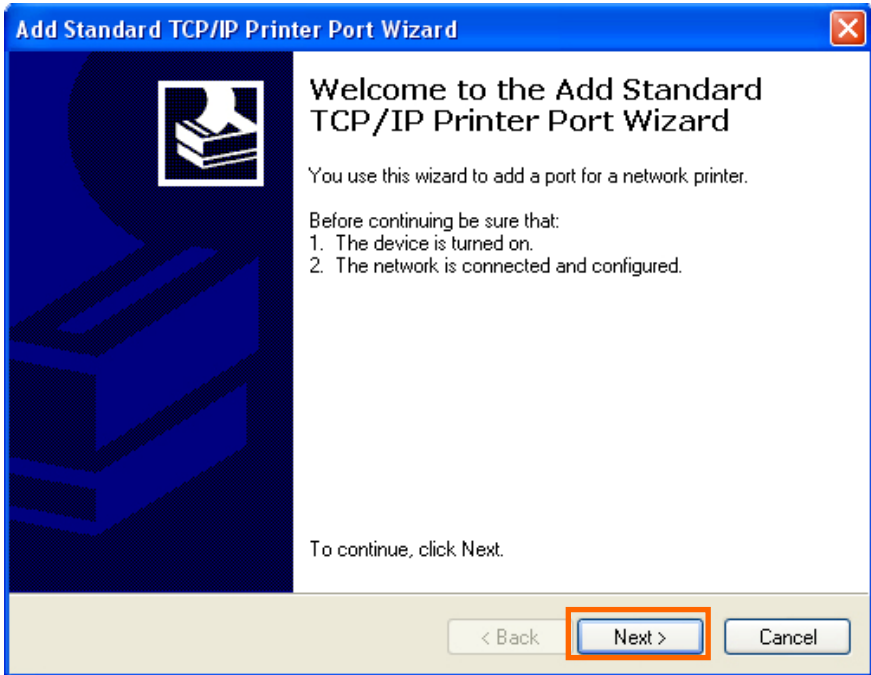 Add Standard TCP/IP Printer Port Wizard
Welcome to the Add Standard
TCP/IP Printer Port Wizard
You use this wizard to add a port for a network printer.
Before continuing be sure that:
1. The device is turned on.
2. The network is connected and configured.
To continue, click Next.
< Back
Next >
Cancel